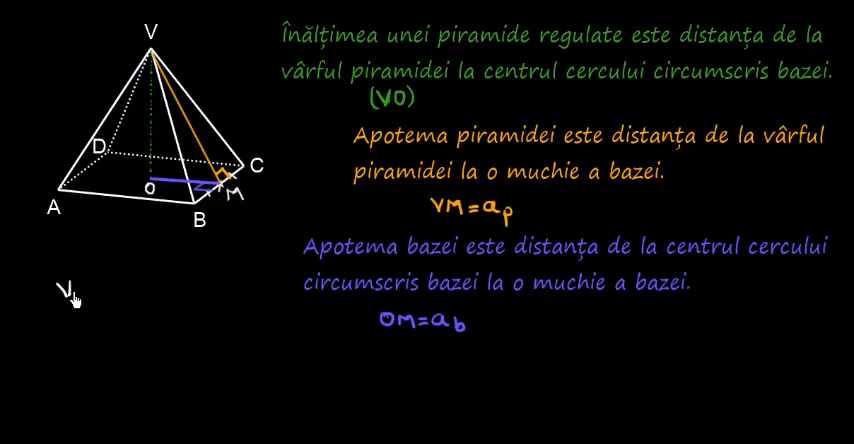 V
Înălțimea unei piramide regulate este distanța de la
vârful piramidei la centrul cercului circumscris bazei.
(VO)
Apotema piramidei este distanța de la vârful
piramidei la o muchie a bazei.
VM=ap
Apotema bazei este distanța de la centrul cercului
circumscris bazei la o muchie a bazei.
OM=ab
D
C
O
M
A
B
V